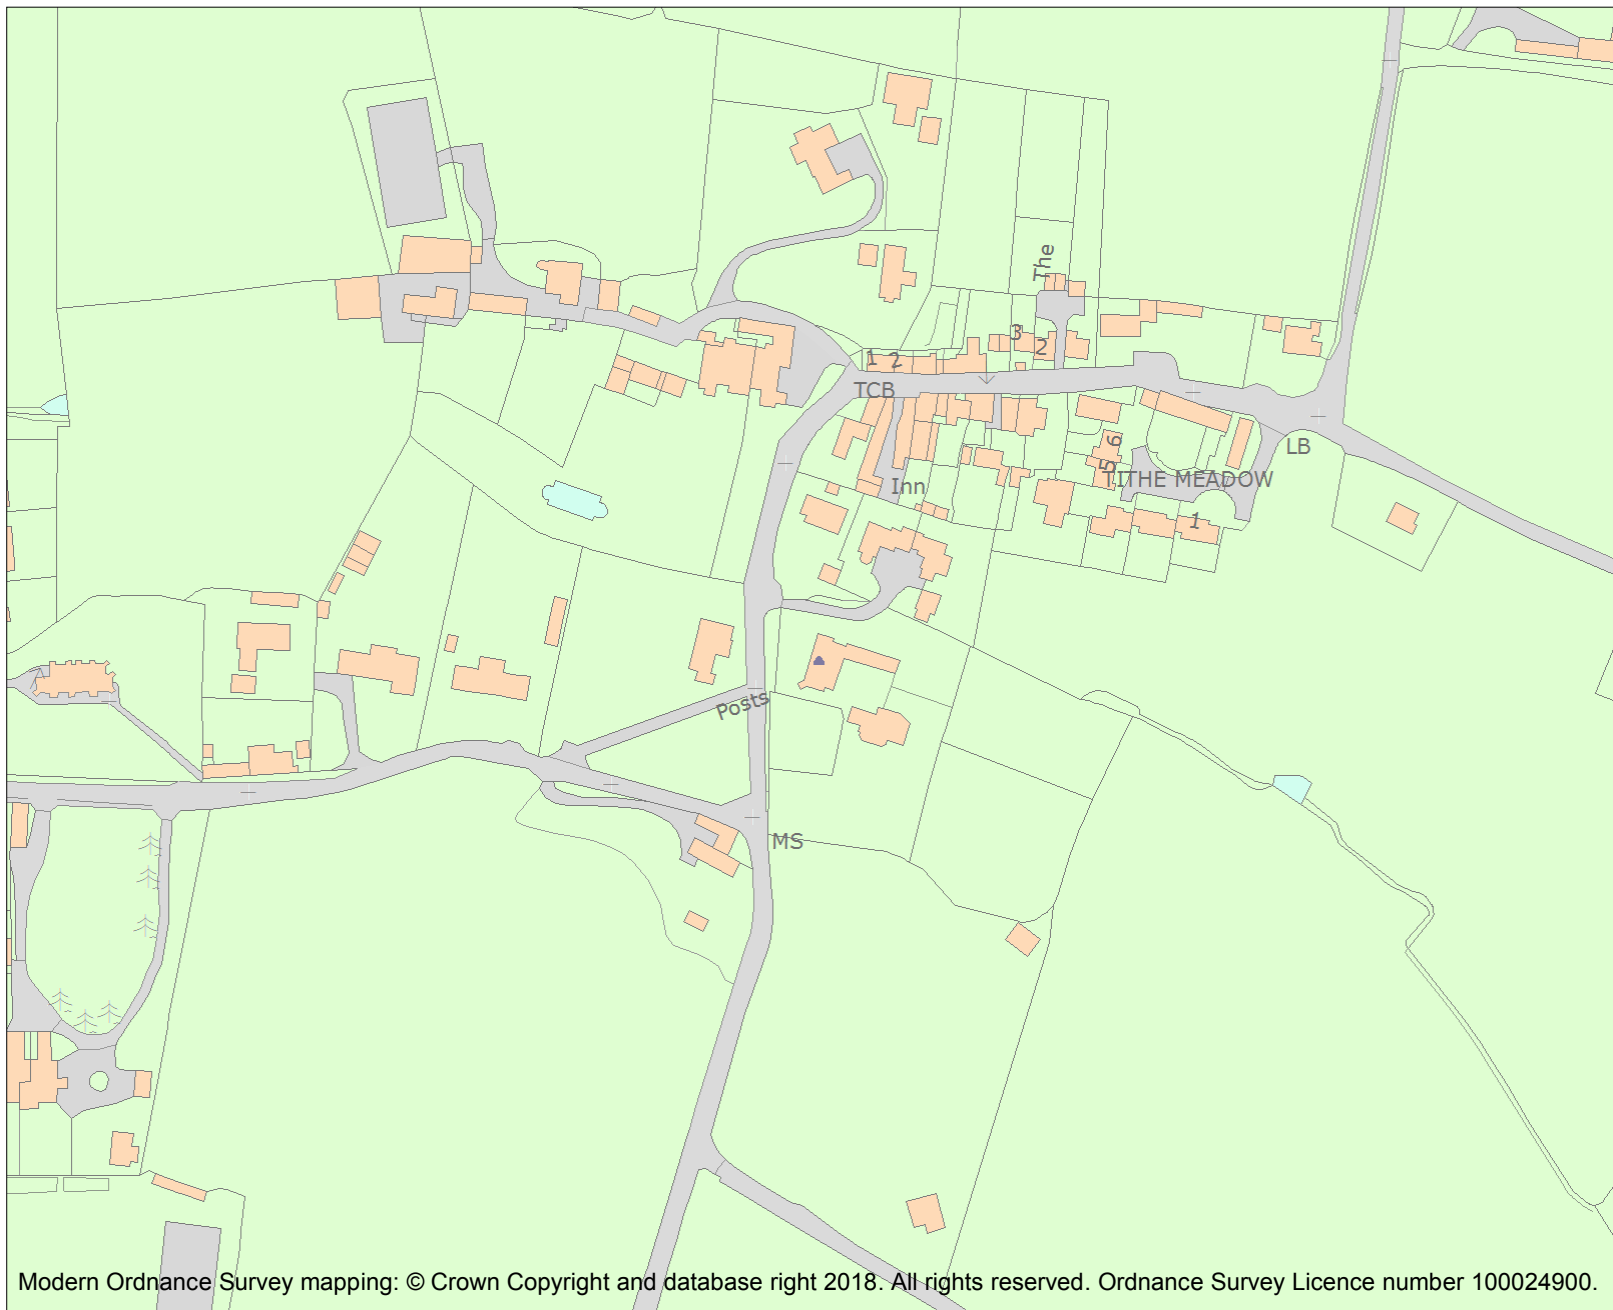 The
3
2
1 2
TCB
LB
6
5
TITHE MEADOW
Inn
1
Posts
MS
Modern Ordnance Survey mapping: © Crown Copyright and database right 2018. All rights reserved. Ordnance Survey Licence number 100024900.